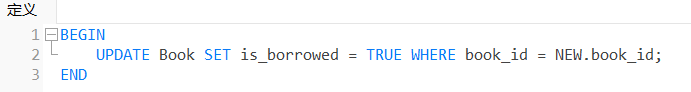 定义
1 BEGIN
2 UPDATE Book SET is_borrowed = TRUE WHERE book_id = NEW.book_id;
3 END